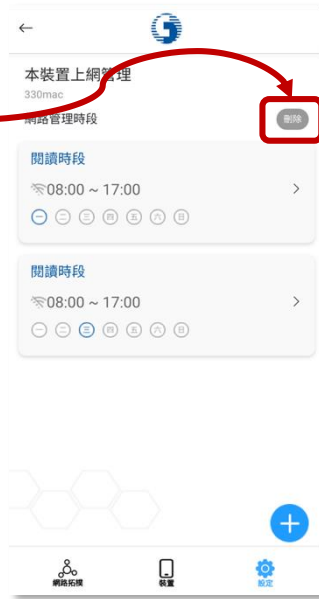 本裝置上網管理
330mac
網路管理時段
刪除
閱讀時段
08:00 ~ 17:00
一 二 三 四 五 六 日
閱讀時段
08:00 ~ 17:00
一 二 三 四 五 六 日
網路拓樸 裝置 設定